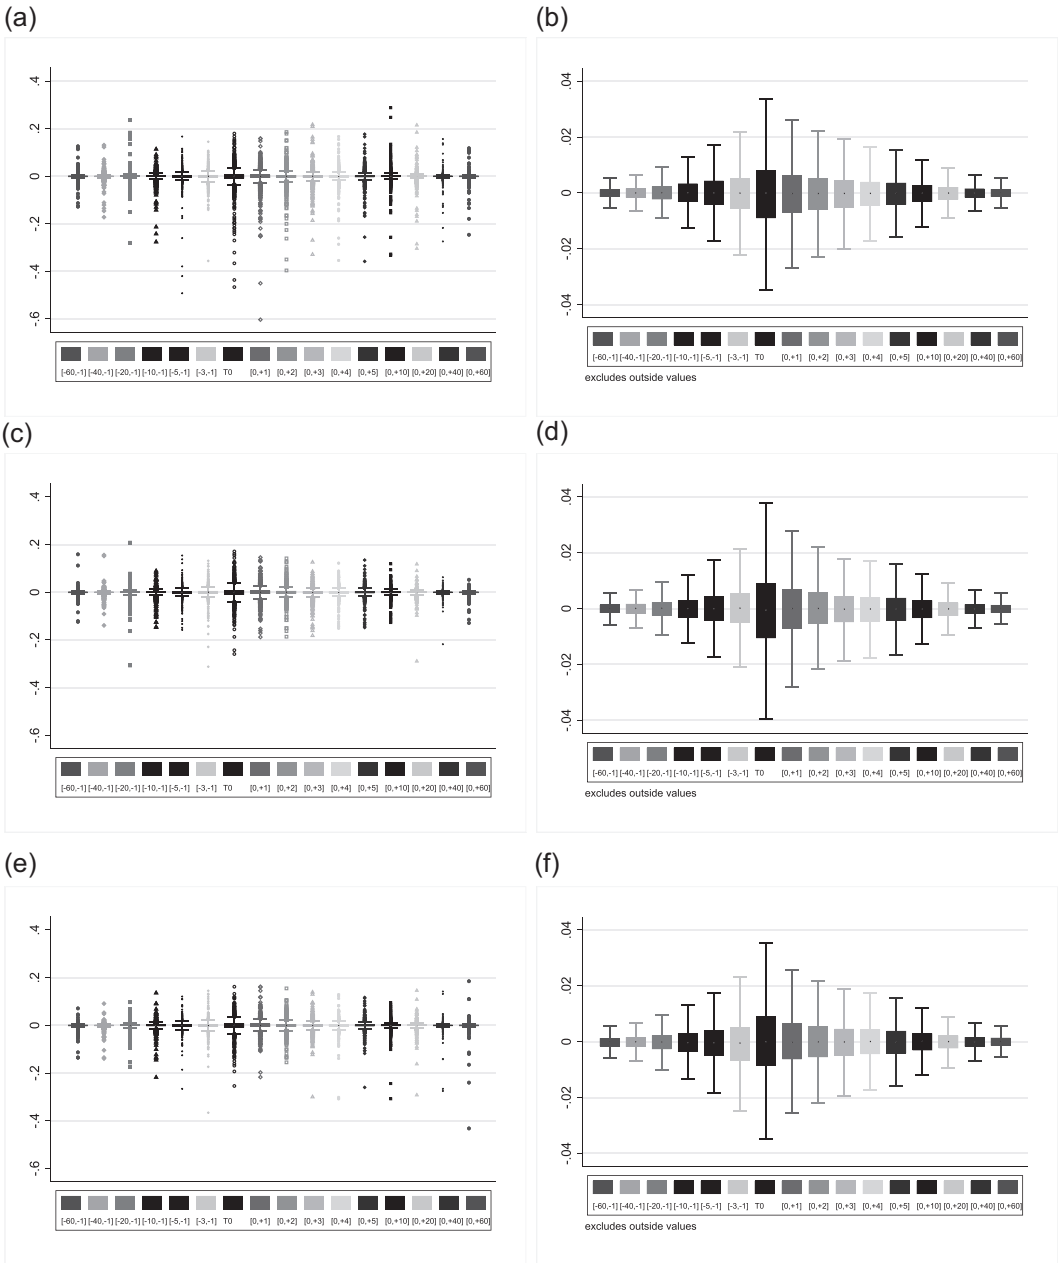 (a)
.4
.2
0
-.2
-.4
-.6
[-60,-1] [-40,-1] [-20,-1] [-10,-1] [-5,-1] [-3,-1] T0 [0,+1] [0,+2] [0,+3] [0,+4] [0,+5] [0,+10] [0,+20] [0,+40] [0,+60]
(b)
.04
.02
0
-.02
-.04
[-60,-1] [-40,-1] [-20,-1] [-10,-1] [-5,-1] [-3,-1] T0 [0,+1] [0,+2] [0,+3] [0,+4] [0,+5] [0,+10] [0,+20] [0,+40] [0,+60]
excludes outside values
(c)
.4
.2
0
-.2
-.4
-.6
[-60,-1] [-40,-1] [-20,-1] [-10,-1] [-5,-1] [-3,-1] T0 [0,+1] [0,+2] [0,+3] [0,+4] [0,+5] [0,+10] [0,+20] [0,+40] [0,+60]
(d)
.04
.02
0
-.02
-.04
[-60,-1] [-40,-1] [-20,-1] [-10,-1] [-5,-1] [-3,-1] T0 [0,+1] [0,+2] [0,+3] [0,+4] [0,+5] [0,+10] [0,+20] [0,+40] [0,+60]
excludes outside values
(e)
.4
.2
0
-.2
-.4
-.6
[-60,-1] [-40,-1] [-20,-1] [-10,-1] [-5,-1] [-3,-1] T0 [0,+1] [0,+2] [0,+3] [0,+4] [0,+5] [0,+10] [0,+20] [0,+40] [0,+60]
(f)
.04
.02
0
-.02
-.04
[-60,-1] [-40,-1] [-20,-1] [-10,-1] [-5,-1] [-3,-1] T0 [0,+1] [0,+2] [0,+3] [0,+4] [0,+5] [0,+10] [0,+20] [0,+40] [0,+60]
excludes outside values